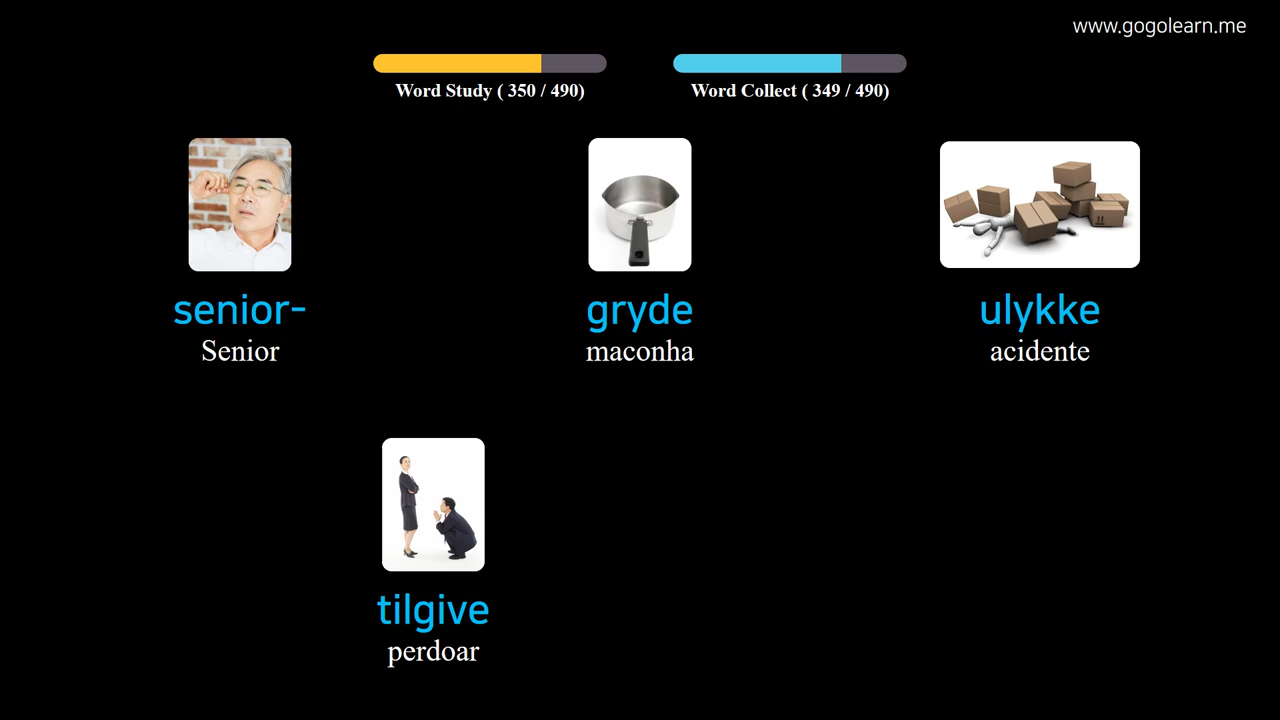 www.gogolearn.me
Word Study ( 350 / 490)
Word Collect ( 349 / 490)
senior-
Senior
gryde
maconha
ulykke
acidente
tilgive
perdoar